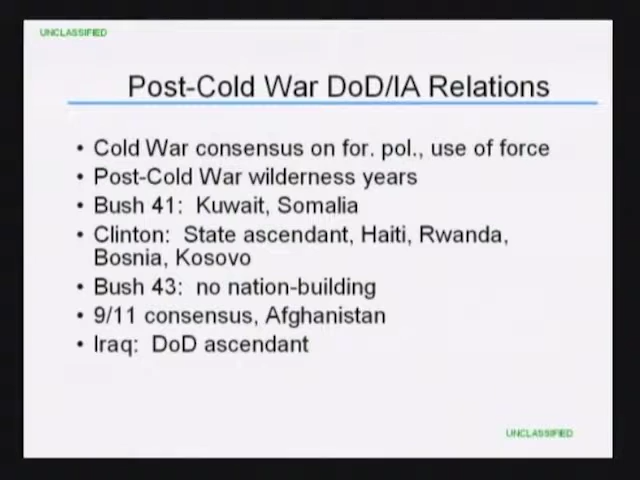 UNCLASSIFIED
Post-Cold War DoD/IA Relations
• Cold War consensus on for. pol., use of force
• Post-Cold War wilderness years
• Bush 41:  Kuwait, Somalia
• Clinton:  State ascendant, Haiti, Rwanda,
Bosnia, Kosovo
• Bush 43:  no nation-building
• 9/11 consensus, Afghanistan
• Iraq:  DoD ascendant
UNCLASSIFIED